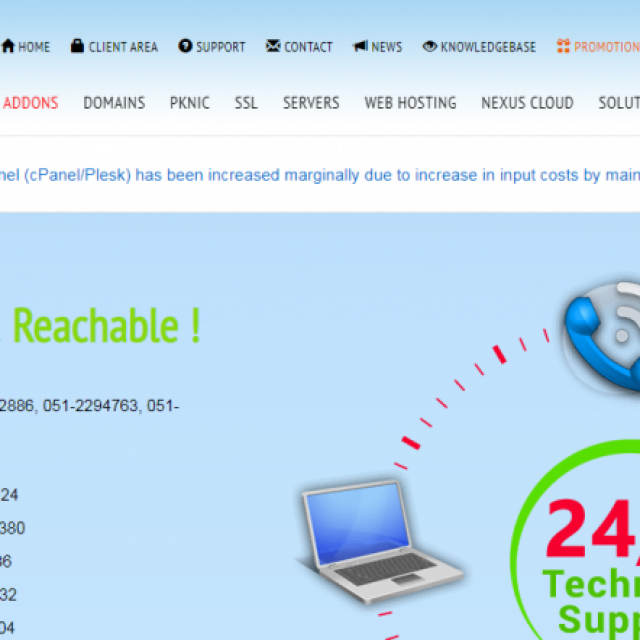 HOME CLIENT AREA SUPPORT CONTACT NEWS KNOWLEDGEBASE PROMOTION
ADDONS DOMAINS PKNIC SSL SERVERS WEB HOSTING NEXUS CLOUD SOLUT
nel (cPanel/Plesk) has been increased marginally due to increase in input costs by main
Reachable !
2886, 051-2294763, 051-
24
380
36
32
04
24
Techn
Supp